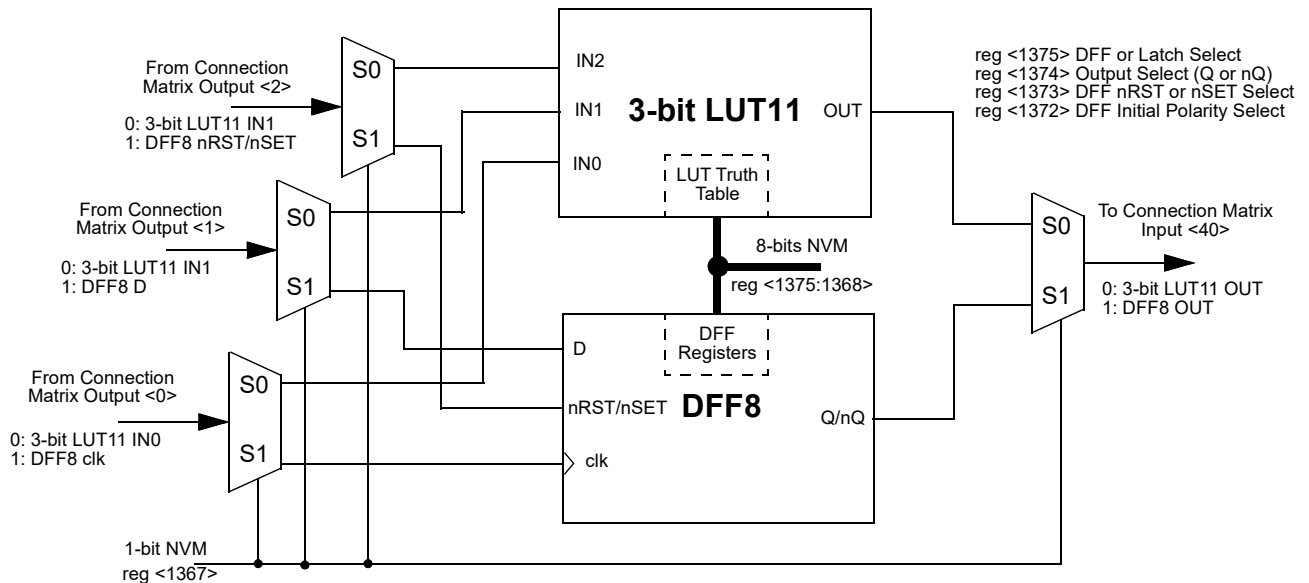 From Connection
Matrix Output <2>
0: 3-bit LUT11 IN1
1: DFF8 nRST/nSET
S0
S1
IN2
IN1
IN0
3-bit LUT11
OUT
LUT Truth
Table
reg <1375> DFF or Latch Select
reg <1374> Output Select (Q or nQ)
reg <1373> DFF nRST or nSET Select
reg <1372> DFF Initial Polarity Select
From Connection
Matrix Output <1>
0: 3-bit LUT11 IN1
1: DFF8 D
S0
S1
8-bits NVM
reg <1375:1368>
S0
S1
To Connection Matrix
Input <40>
0: 3-bit LUT11 OUT
1: DFF8 OUT
From Connection
Matrix Output <0>
0: 3-bit LUT11 IN0
1: DFF8 clk
S0
S1
D
nRST/nSET
clk
DFF
Registers
DFF8
Q/nQ
1-bit NVM
reg <1367>